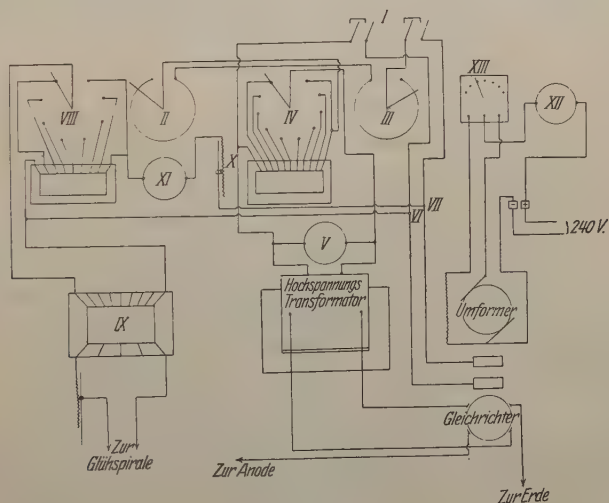 I
XIII
XII
VIII
II
IV
III
XI
X
VII
VI
240 V.
V
Hochspannungs
Transformator
Umformer
IX
Gleichrichter
Zur
Glühspirale
Zur Anode
Zur Erde